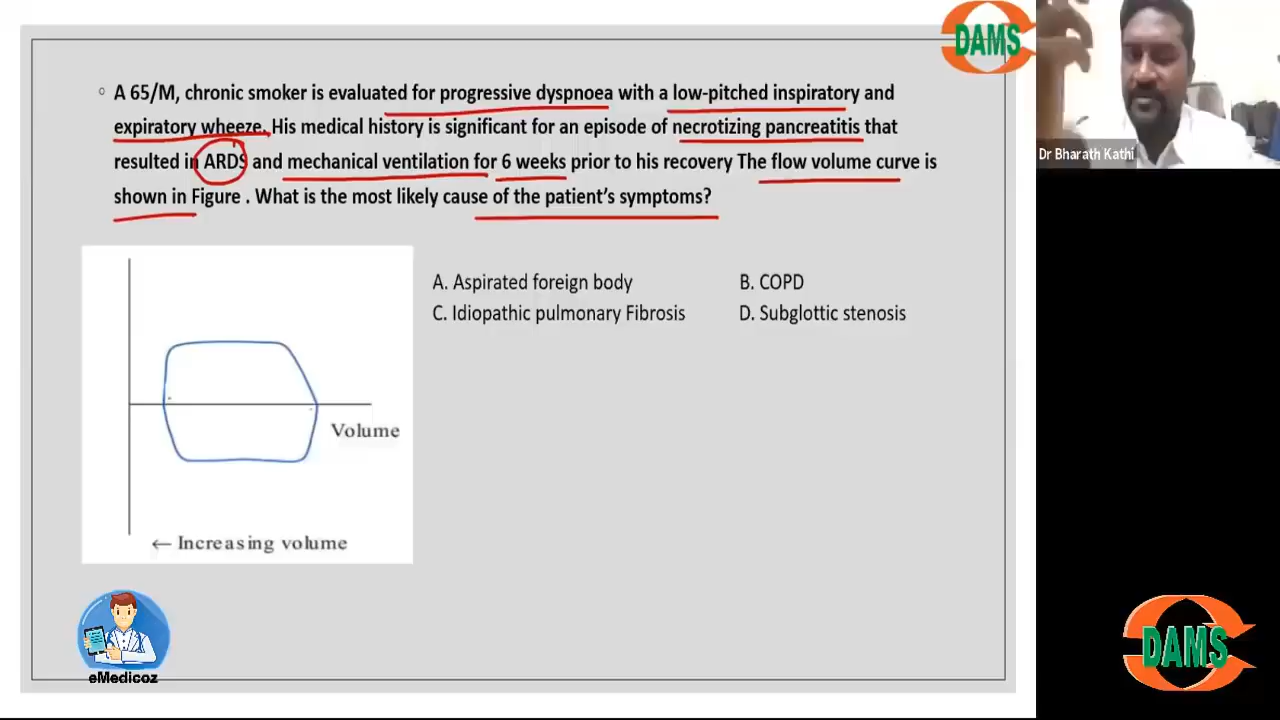 DAMS
A 65/M, chronic smoker is evaluated for progressive dyspnoea with a low-pitched inspiratory and
expiratory wheeze. His medical history is significant for an episode of necrotizing pancreatitis that
resulted in ARDS and mechanical ventilation for 6 weeks prior to his recovery The flow volume curve is
shown in Figure . What is the most likely cause of the patient’s symptoms?
Dr Bharath Kathi
A. Aspirated foreign body
B. COPD
C. Idiopathic pulmonary Fibrosis
D. Subglottic stenosis
Volume
← Increasing volume
eMedicoz
DAMS